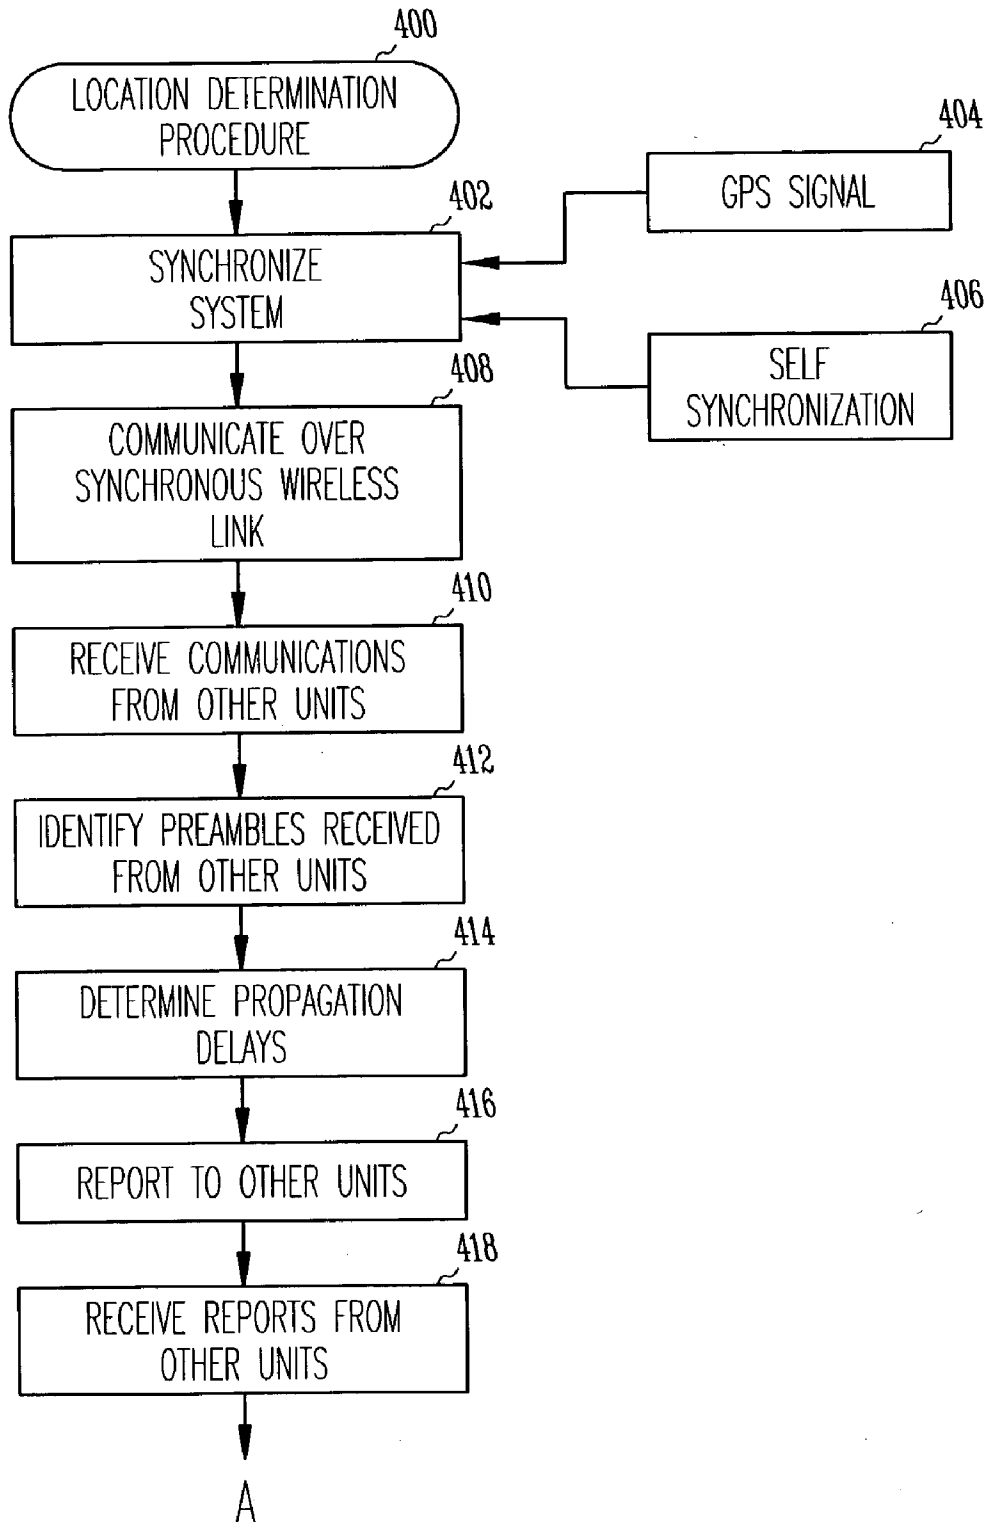 400
LOCATION DETERMINATION
PROCEDURE
404
GPS SIGNAL
402
SYNCHRONIZE
SYSTEM
406
SELF
SYNCHRONIZATION
408
COMMUNICATE OVER
SYNCHRONOUS WIRELESS
LINK
410
RECEIVE COMMUNICATIONS
FROM OTHER UNITS
412
IDENTIFY PREAMBLES RECEIVED
FROM OTHER UNITS
414
DETERMINE PROPAGATION
DELAYS
416
REPORT TO OTHER UNITS
418
RECEIVE REPORTS FROM
OTHER UNITS
A